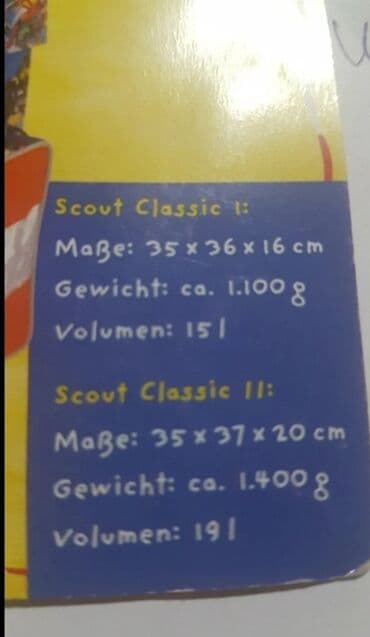 Scout Classic I:
Maße: 35 x 36 x 16 cm
Gewicht: ca. 1.100 g
Volumen: 15 l
Scout Classic II:
Maße: 35 x 37 x 20 cm
Gewicht: ca. 1.400 g
Volumen: 19 l